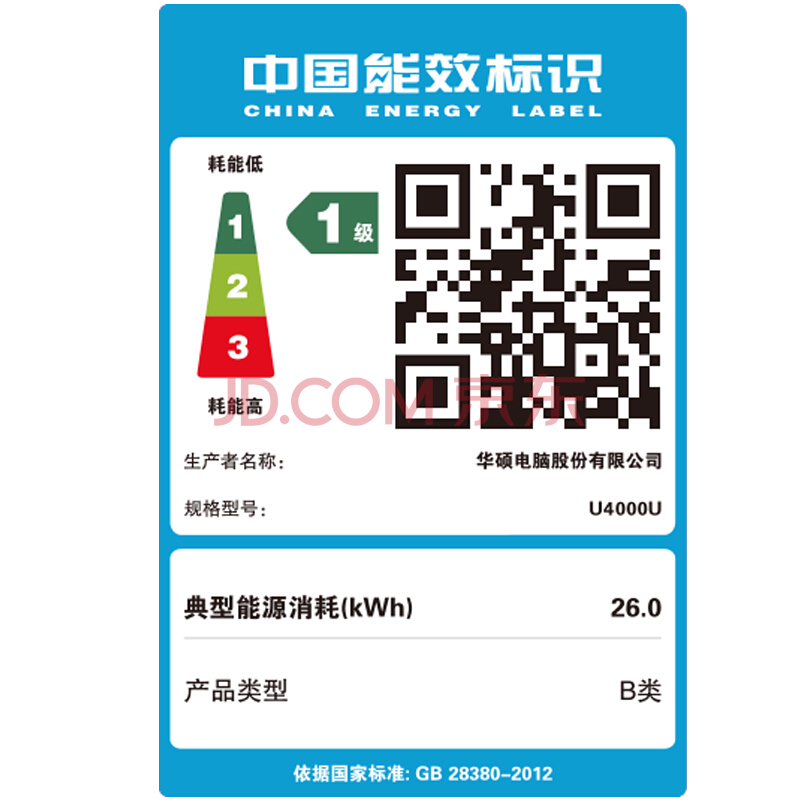 中国能效标识
CHINA ENERGY LABEL
耗能低
1
1级
2
3
耗能高
JD.COM 京东
生产者名称: 华硕电脑股份有限公司
规格型号: U4000U
典型能源消耗(kWh) 26.0
产品类型 B类
依据国家标准: GB 28380-2012